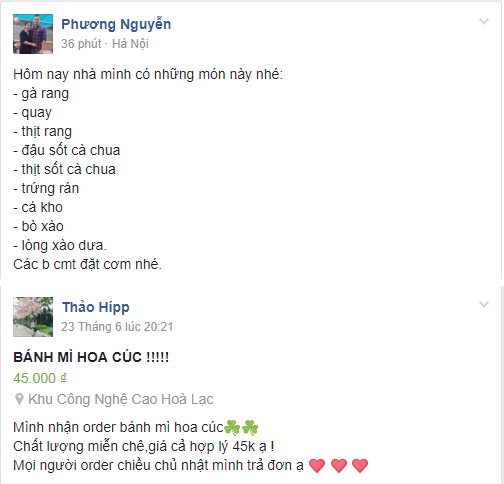 Phương Nguyễn
36 phút · Hà Nội
Hôm nay nhà mình có những món này nhé:
- gà rang
- quay
- thịt rang
- đậu sốt cà chua
- thịt sốt cà chua
- trứng rán
- cá kho
- bò xào
- lòng xào dưa.
Các b cmt đặt cơm nhé.
Thảo Hipp
23 Tháng 6 lúc 20:21
BÁNH MÌ HOA CÚC !!!!!
45.000 ₫
Khu Công Nghệ Cao Hoà Lạc
Mình nhận order bánh mì hoa cúc☘️☘️
Chất lượng miễn chê,giá cả hợp lý 45k ạ !
Mọi người order chiều chủ nhật mình trả đơn ạ ❤️ ❤️ ❤️